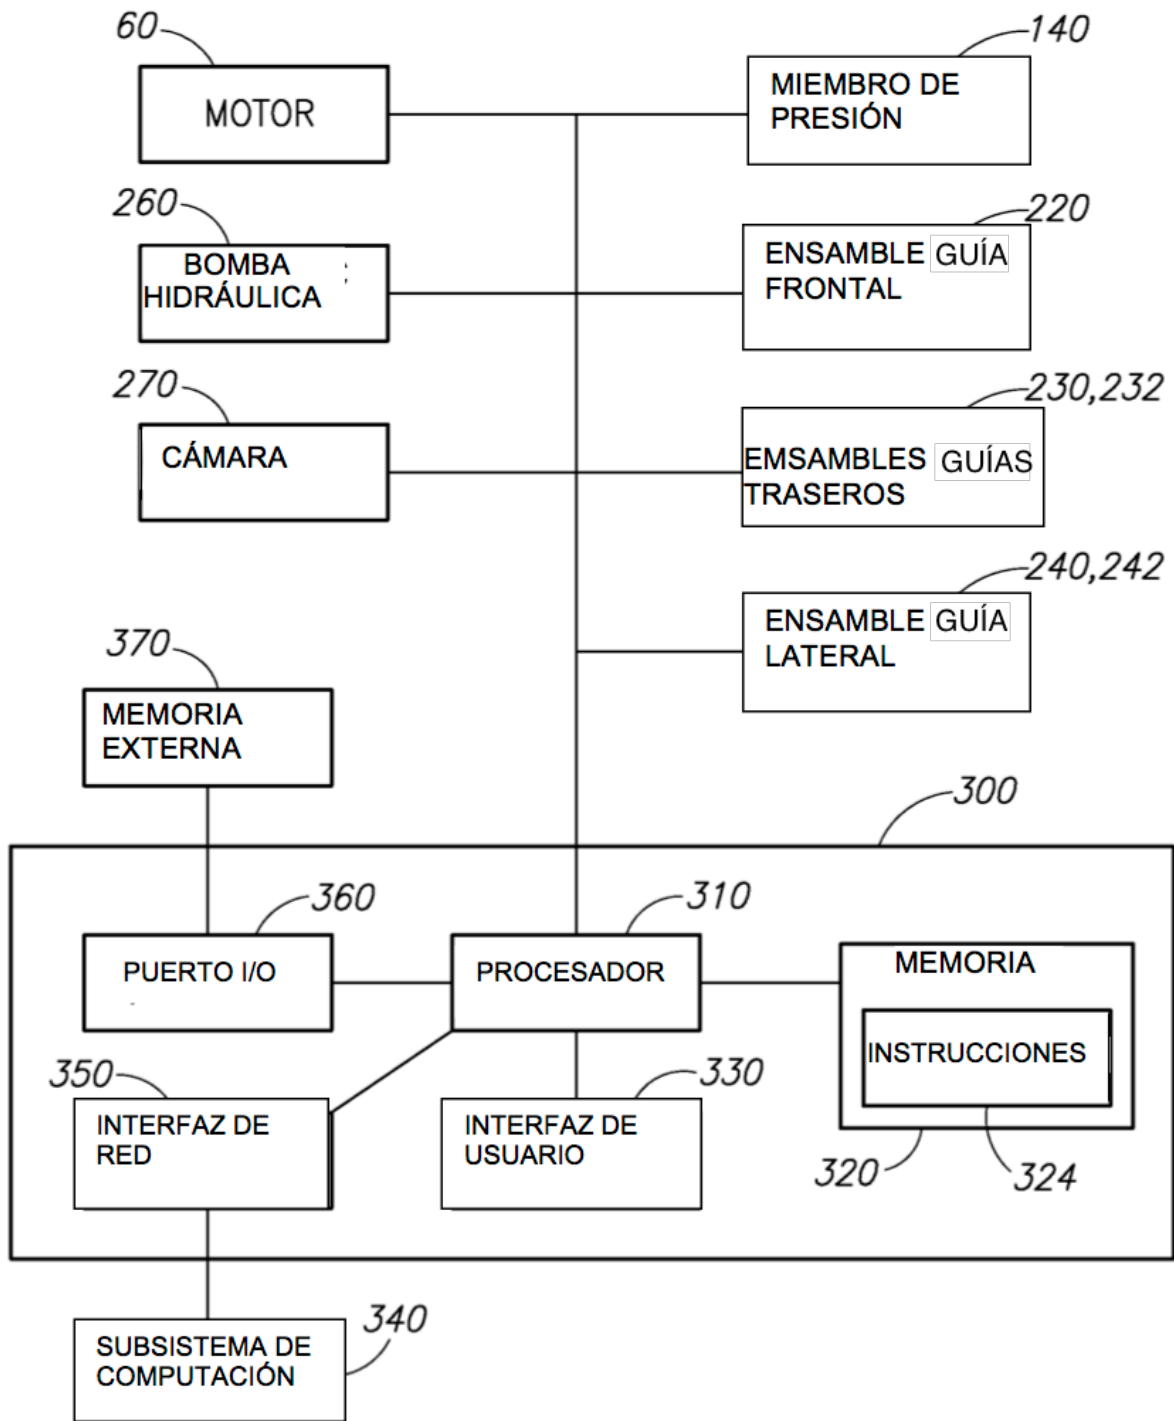 60
140
MOTOR
MIEMBRO DE
PRESIÓN
260
220
BOMBA
HIDRÁULICA
ENSAMBLE GUÍA
FRONTAL
270
230,232
CÁMARA
EMSAMBLES GUÍAS
TRASEROS
240,242
ENSAMBLE GUÍA
LATERAL
370
MEMORIA
EXTERNA
300
360
310
PUERTO I/O
PROCESADOR
MEMORIA
INSTRUCCIONES
350
330
INTERFAZ DE
RED
INTERFAZ DE
USUARIO
320
324
340
SUBSISTEMA DE
COMPUTACIÓN